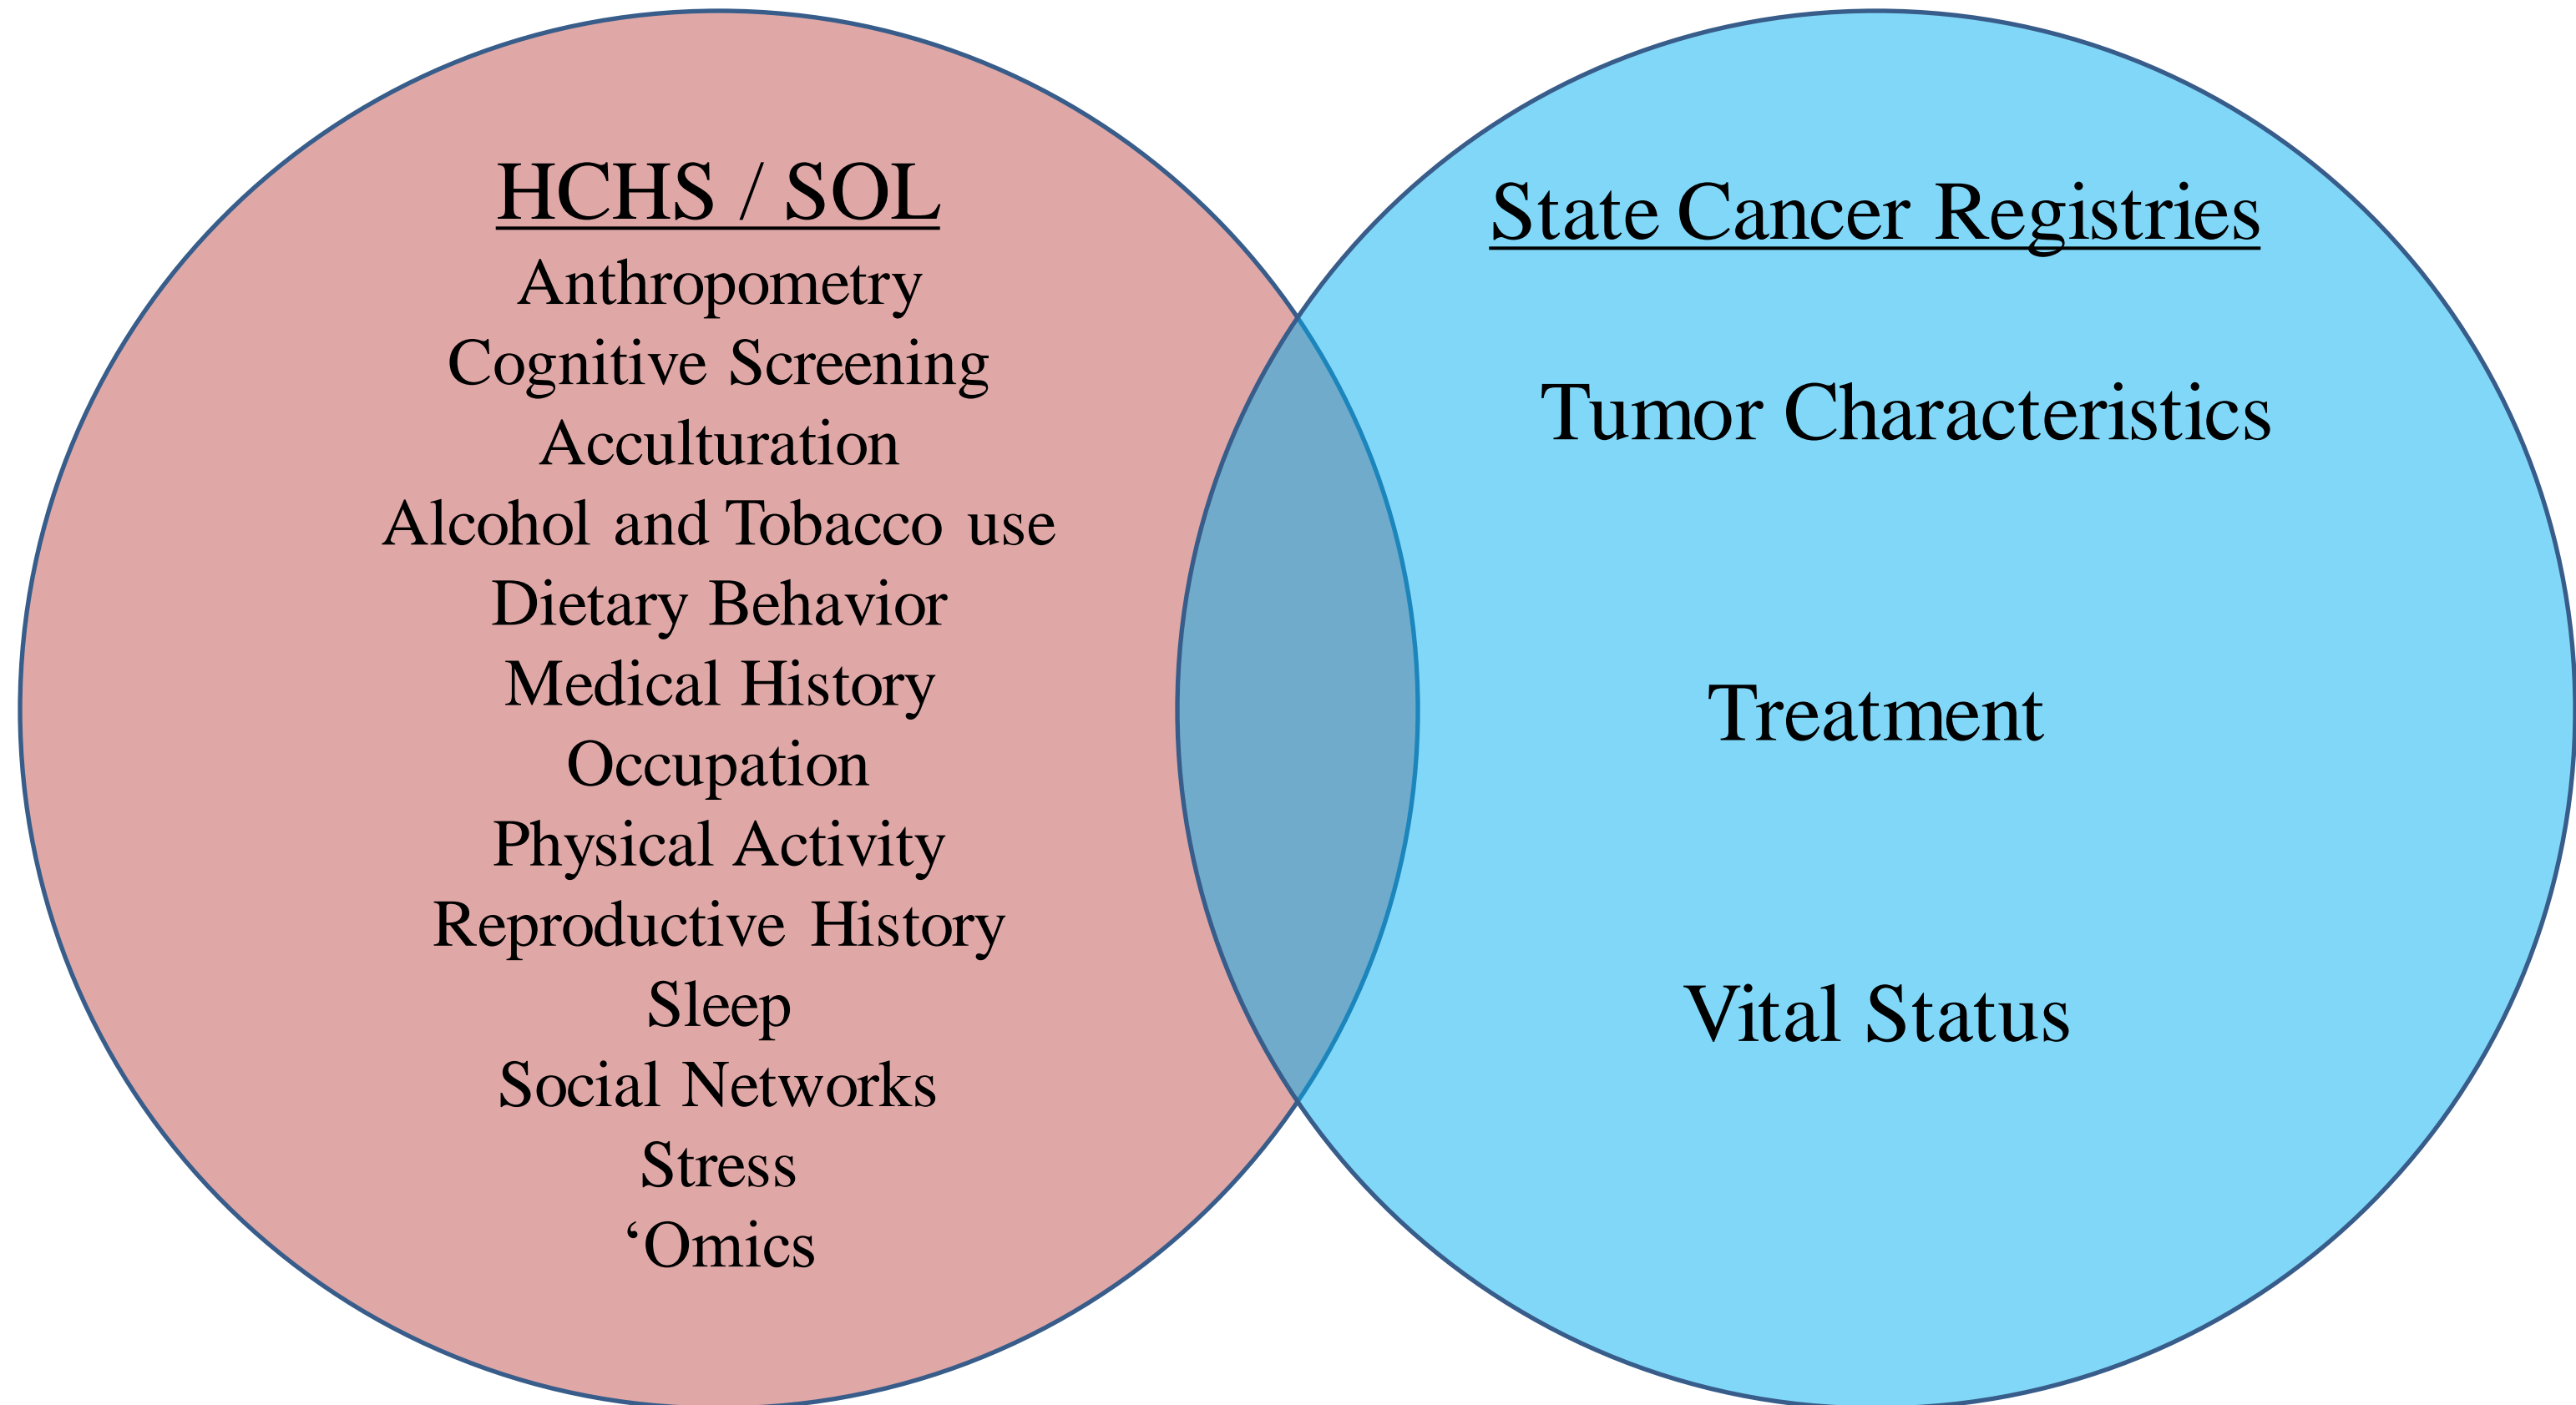 HCHS / SOL
Anthropometry
Cognitive Screening
Acculturation
Alcohol and Tobacco use
Dietary Behavior
Medical History
Occupation
Physical Activity
Reproductive History
Sleep
Social Networks
Stress
‘Omics
State Cancer Registries
Tumor Characteristics
Treatment
Vital Status